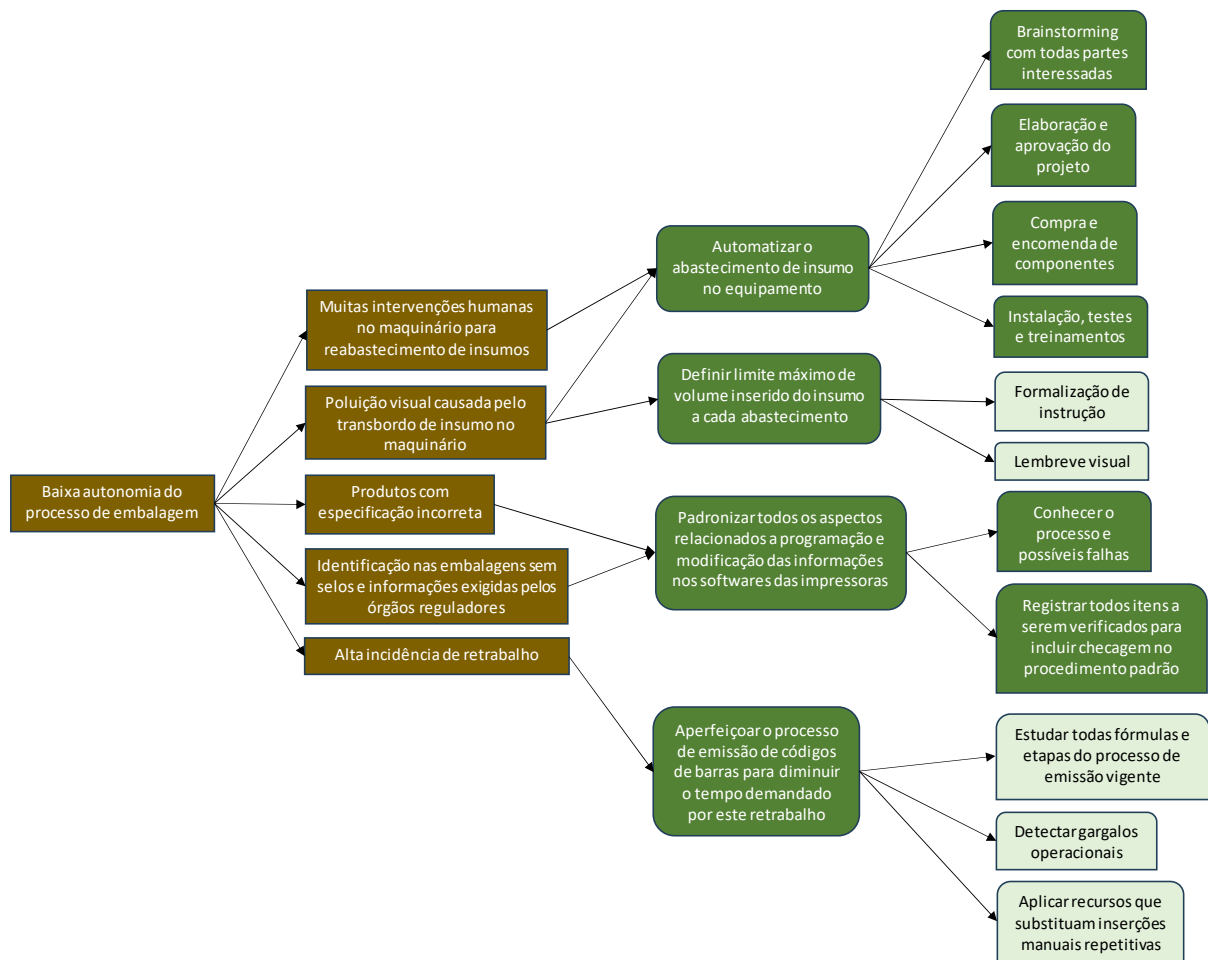 Baixa autonomia do
processo de embalagem
Muitas intervenções humanas
no maquinário para
reabastecimento de insumos
Poluição visual causada pelo
transbordo de insumo no
maquinário
Produtos com
especificação incorreta
Identificação nas embalagens sem
selos e informações exigidas pelos
órgãos reguladores
Alta incidência de retrabalho
Automatizar o
abastecimento de insumo
no equipamento
Definir limite máximo de
volume inserido do insumo
a cada abastecimento
Padronizar todos os aspectos
relacionados a programação e
modificação das informações
nos softwares das impressoras
Aperfeiçoar o processo
de emissão de códigos
de barras para diminuir
o tempo demandado
por este retrabalho
Brainstorming
com todas partes
interessadas
Elaboração e
aprovação do
projeto
Compra e
encomenda de
componentes
Instalação, testes
e treinamentos
Formalização de
instrução
Lembreve visual
Conhecer o
processo e
possíveis falhas
Registrar todos itens a
serem verificados para
incluir checagem no
procedimento padrão
Estudar todas fórmulas e
etapas do processo de
emissão vigente
Detectar gargalos
operacionais
Aplicar recursos que
substituam inserções
manuais repetitivas